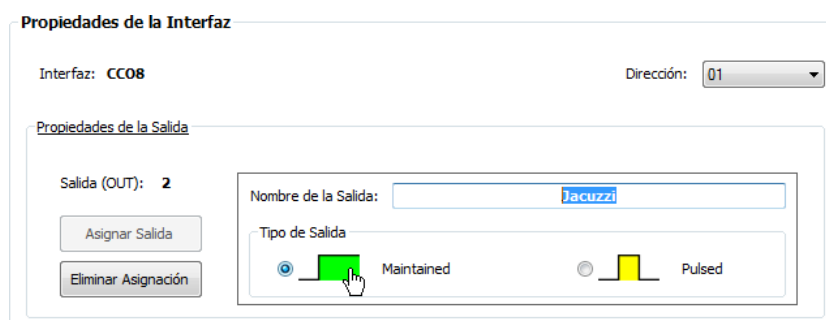 Propiedades de la Interfaz
Interfaz: CCO8 Dirección: 01
Propiedades de la Salida
Salida (OUT): 2
Nombre de la Salida: Jacuzzi
Asignar Salida
Tipo de Salida
Eliminar Asignación
Maintained Pulsed